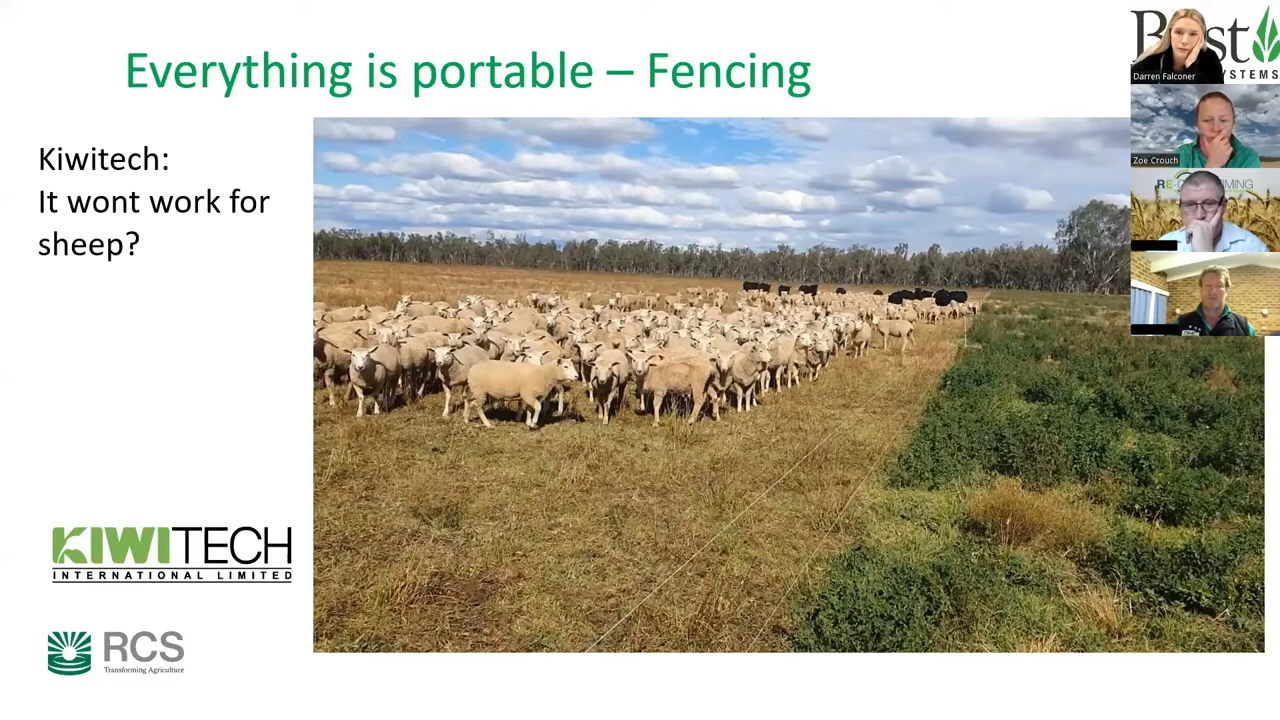 Everything is portable – Fencing
Kiwitech:
It wont work for
sheep?
KIWITECH
INTERNATIONAL LIMITED
RCS
Transforming Agriculture
Darren Falconer
Zoe Crouch